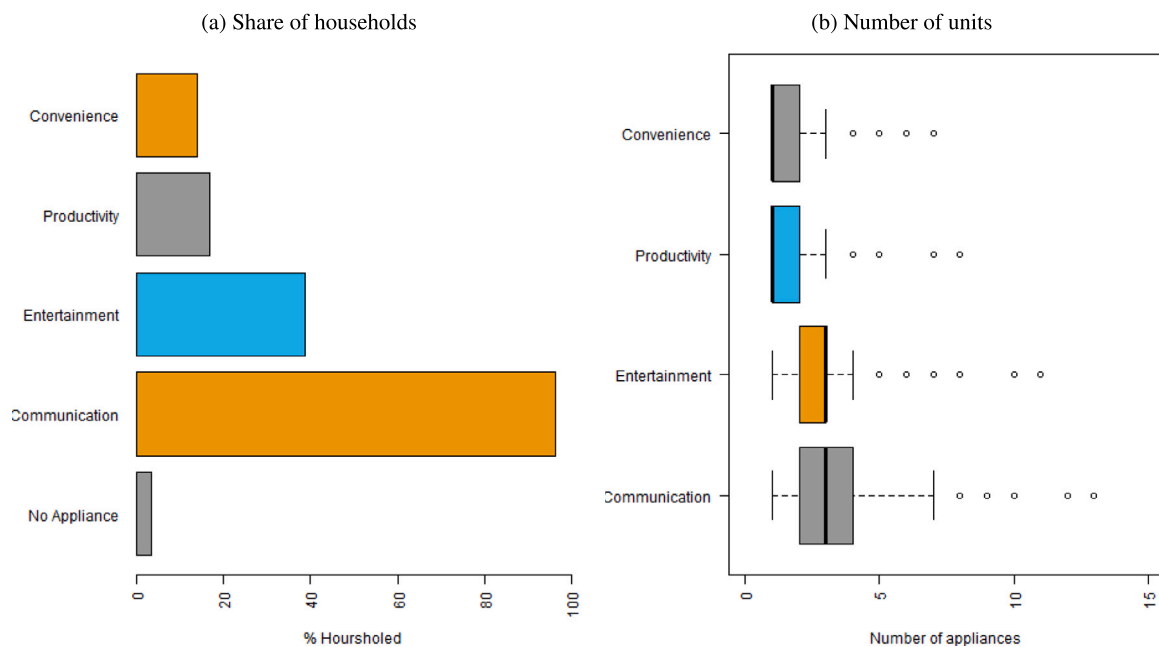 (a) Share of households
Convenience
Productivity
Entertainment
Communication
No Appliance
0 20 40 60 80 100
% Hoursholed
(b) Number of units
Convenience
Productivity
Entertainment
Communication
0 5 10 15
Number of appliances